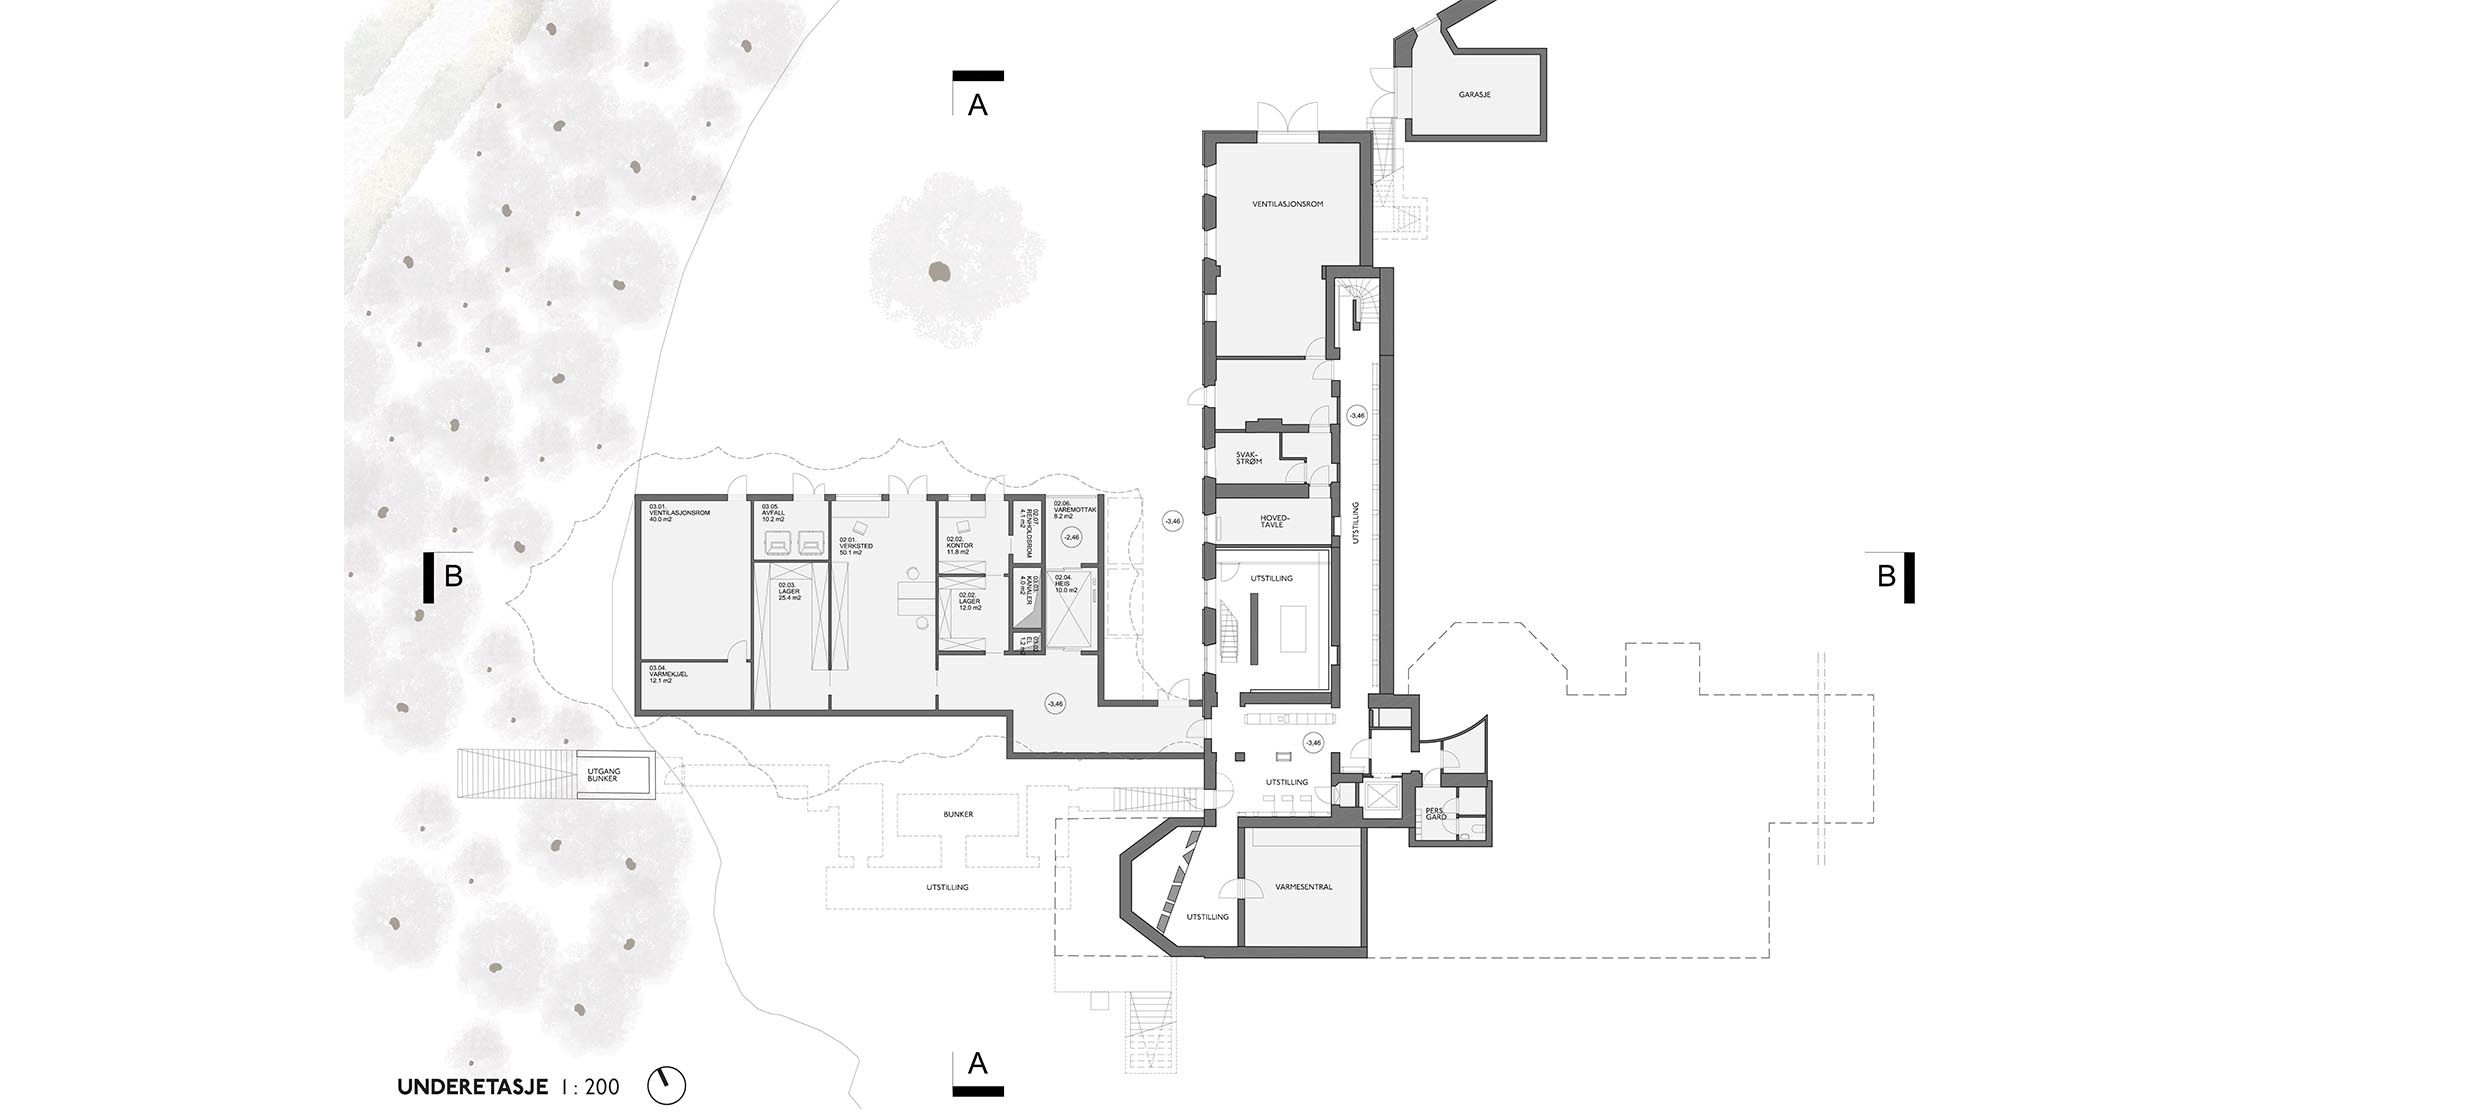 A
GARASJE
VENTILASJONSROM
-3,46
SVAK-
STRØM
HOVED-
TAVLE
UTSTILLING
UTSTILLING
03.01.
VENTILASJONSROM
40.0 m2
03.05.
AVFALL
10.2 m2
02.01.
VERKSTED
50.1 m2
02.02.
KONTOR
11.8 m2
02.07
RENHOLDSROM
4.1 m2
02.06.
VAREMOTTAK
8.2 m2
-2,46
-3,46
B
B
02.03.
LAGER
25.4 m2
02.02.
LAGER
12.0 m2
03.03.
KANALER
4.0 m2
02.04.
HEIS
10.0 m2
03.02
EL
1.2 m2
03.04.
VARMEKJÆL
12.1 m2
-3,46
-3,46
UTGANG
BUNKER
UTSTILLING
BUNKER
PERS.
GARD
UTSTILLING
VARMESENTRAL
UTSTILLING
A
UNDERETASJE 1 : 200